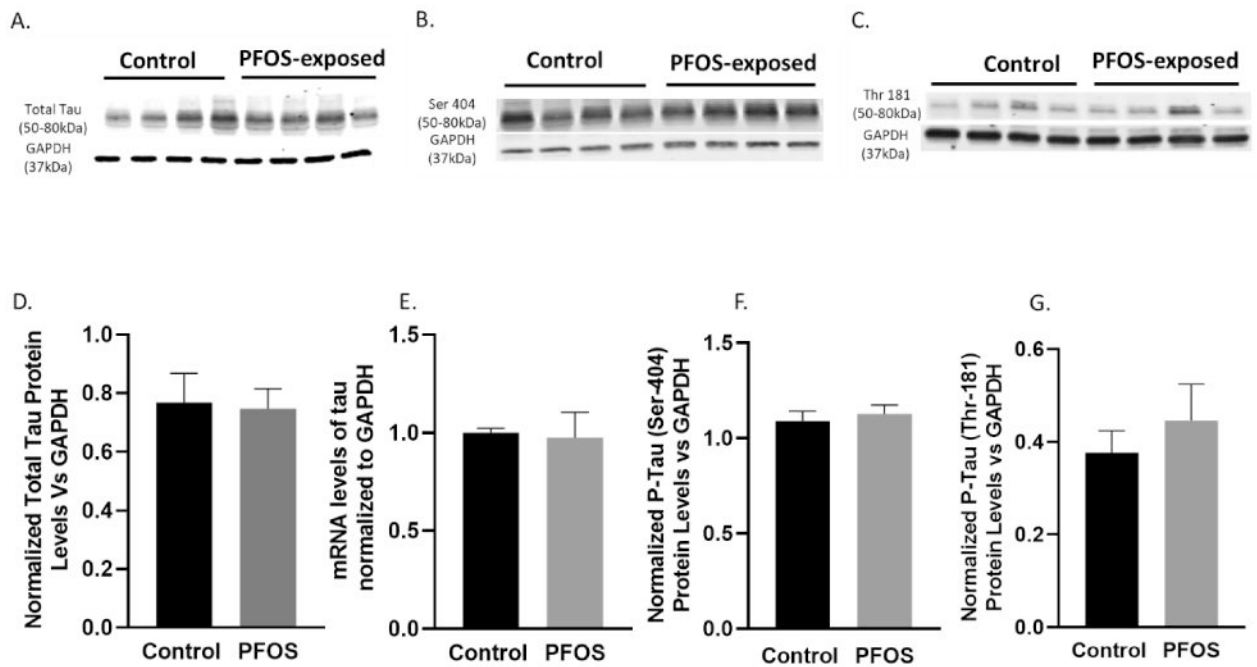 A.
Control PFOS-exposed
Total Tau
(50-80kDa)
GAPDH
(37kDa)
B.
Control PFOS-exposed
Ser 404
(50-80kDa)
GAPDH
(37kDa)
C.
Control PFOS-exposed
Thr 181
(50-80kDa)
GAPDH
(37kDa)
D.
Normalized Total Tau Protein
Levels Vs GAPDH
1.0
0.8
0.6
0.4
0.2
0.0
Control PFOS
E.
mRNA levels of tau
normalized to GAPDH
1.5
1.0
0.5
0.0
Control PFOS
F.
Normalized P-Tau (Ser-404)
Protein Levels vs GAPDH
1.5
1.0
0.5
0.0
Control PFOS
G.
Normalized P-Tau (Thr-181)
Protein Levels vs GAPDH
0.6
0.4
0.2
0.0
Control PFOS